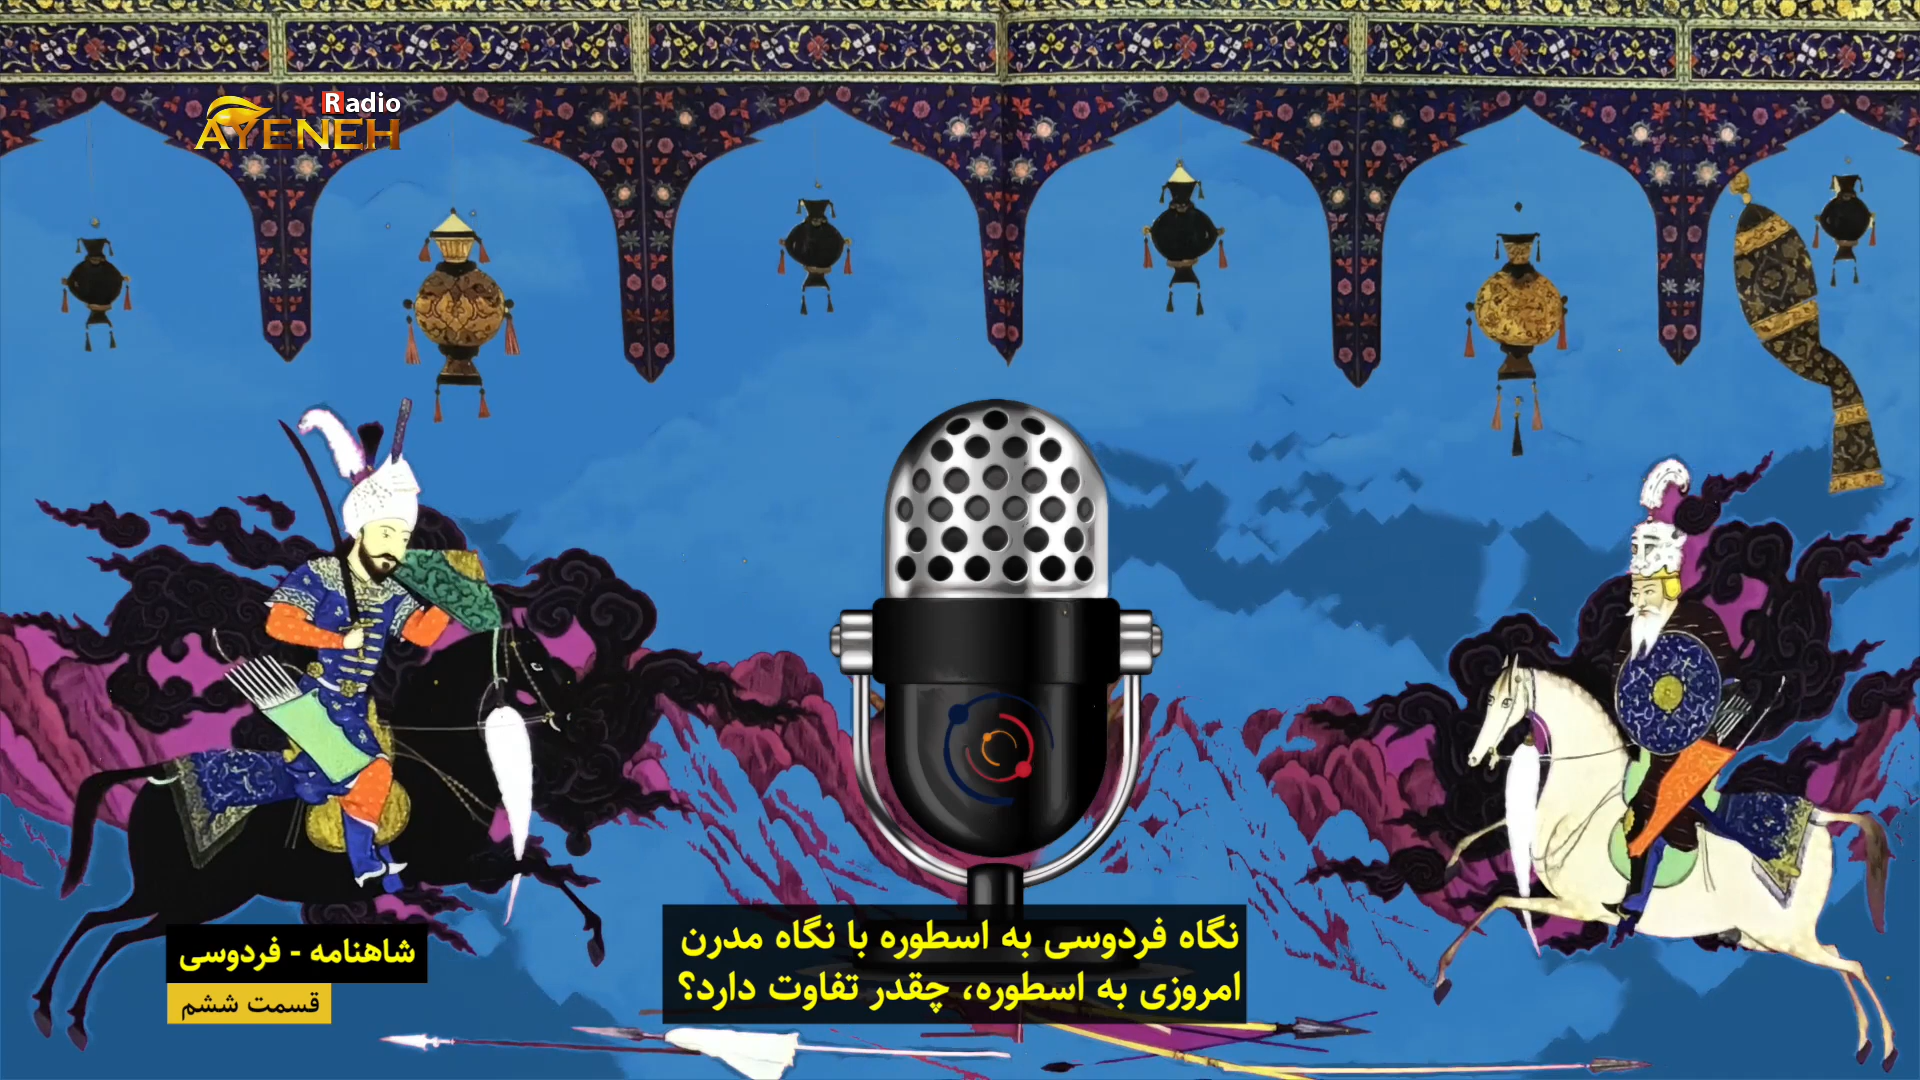 Radio
AYENEH
نگاه فردوسی به اسطوره با نگاه مدرن
امروزی به اسطوره، چقدر تفاوت دارد؟
شاهنامه - فردوسی
قسمت ششم